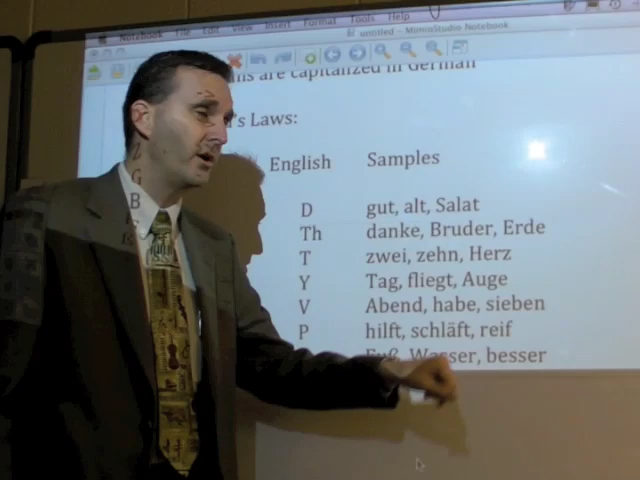 Notebook File Edit View Insert Format Tools Help
untitled - MimioStudio Notebook
are capitalized in German
's Laws:
English Samples
D gut, alt, Salat
Th danke, Bruder, Erde
T zwei, zehn, Herz
G Y Tag, fliegt, Auge
B V Abend, habe, sieben
P hilft, schläft, reif
Fuß, Wasser, besser